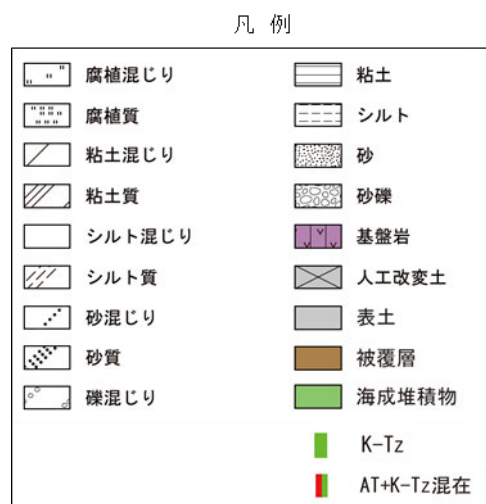 凡 例
腐植混じり
腐植質
粘土混じり
粘土質
シルト混じり
シルト質
砂混じり
砂質
礫混じり
粘土
シルト
砂
砂礫
基盤岩
人工改変土
表土
被覆層
海成堆積物
K-Tz
AT+K-Tz混在